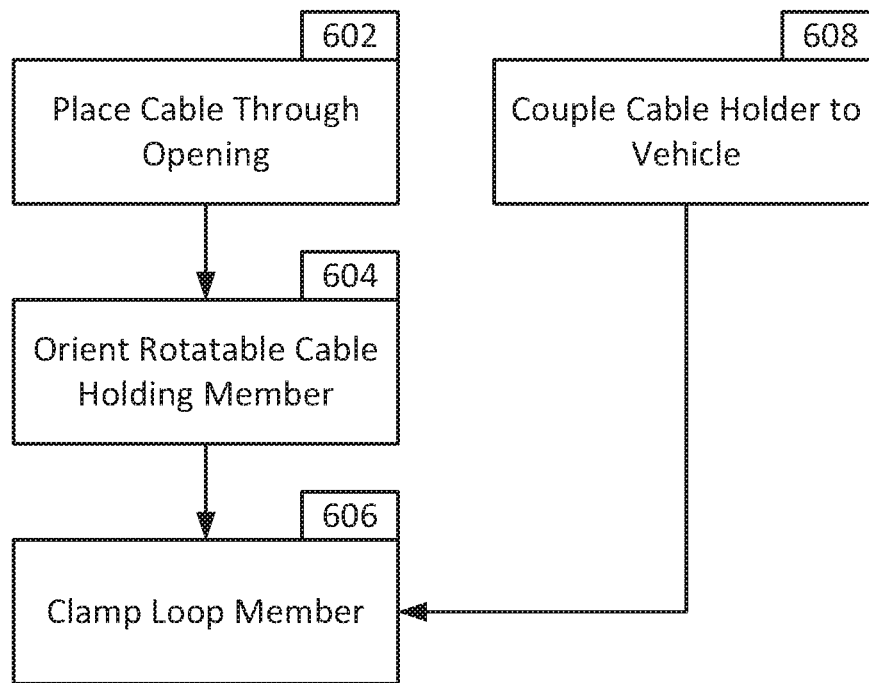 602
Place Cable Through
Opening
604
Orient Rotatable Cable
Holding Member
606
Clamp Loop Member
608
Couple Cable Holder to
Vehicle